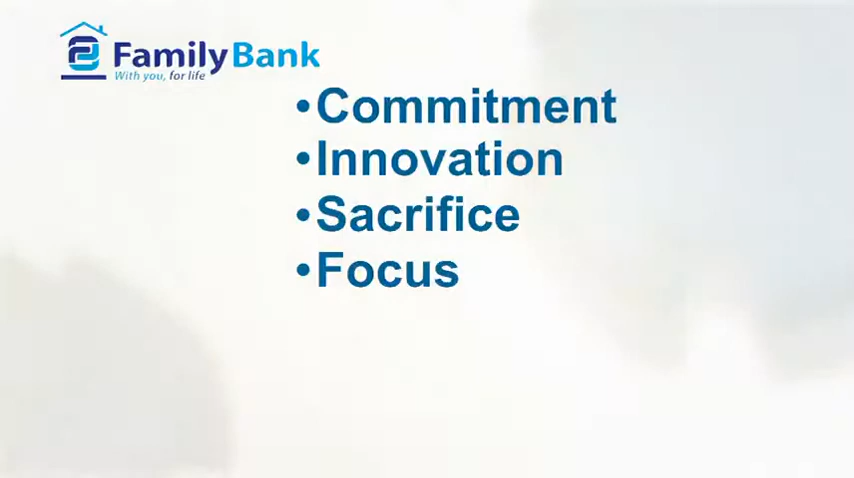 FamilyBank
With you, for life
•Commitment
•Innovation
•Sacrifice
•Focus